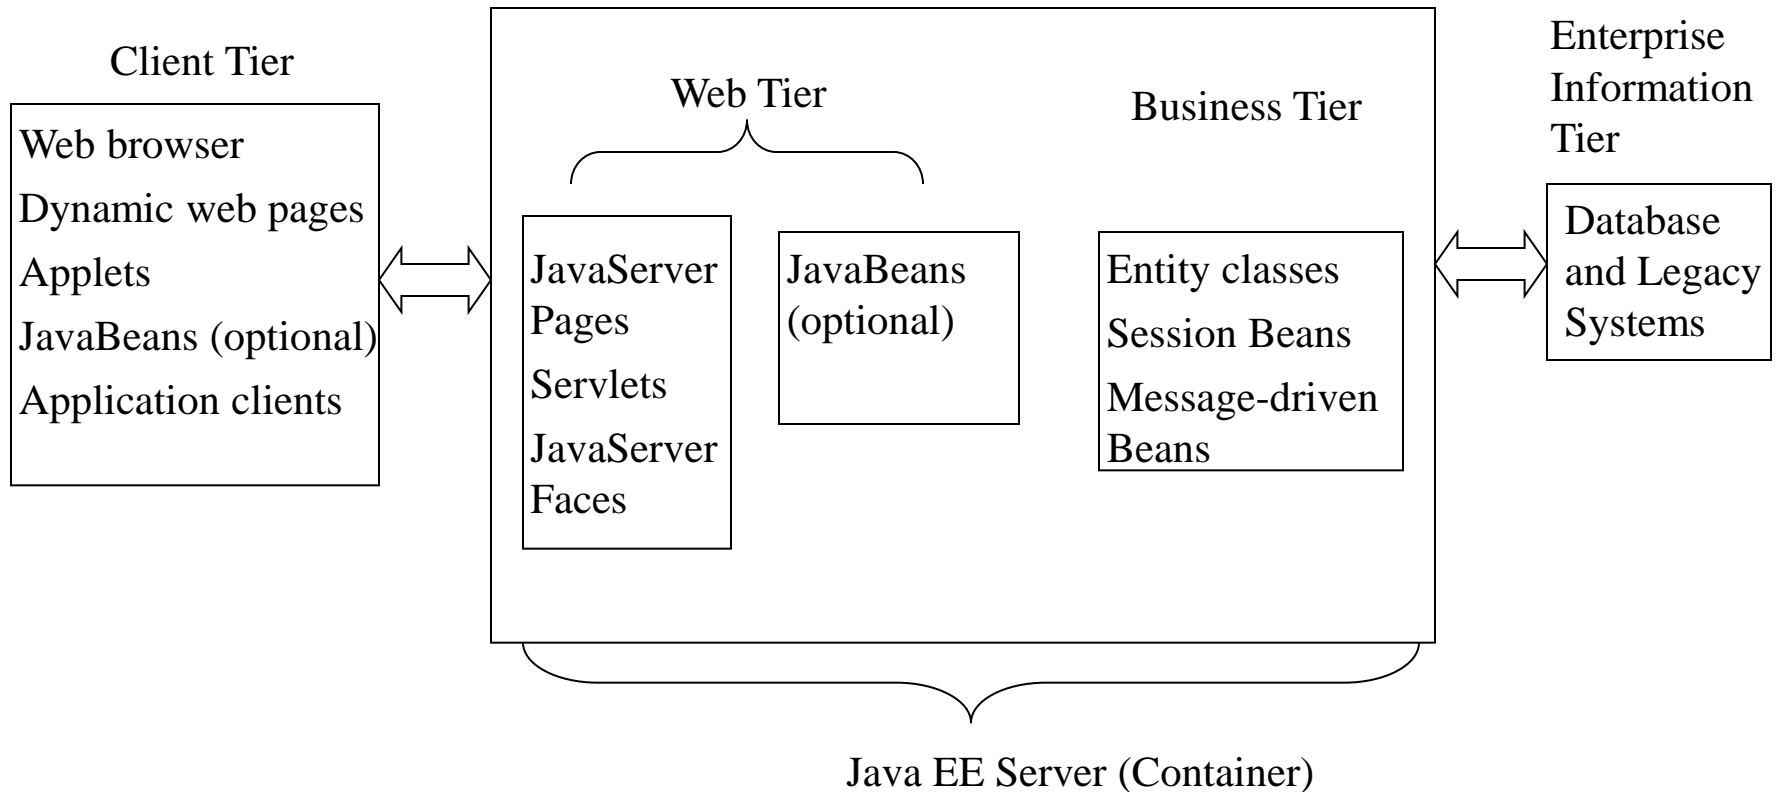 Client Tier
Web browser
Dynamic web pages
Applets
JavaBeans (optional)
Application clients
Web Tier
JavaServer
Pages
Servlets
JavaServer
Faces
JavaBeans
(optional)
Business Tier
Entity classes
Session Beans
Message-driven
Beans
Enterprise
Information
Tier
Database
and Legacy
Systems
Java EE Server (Container)